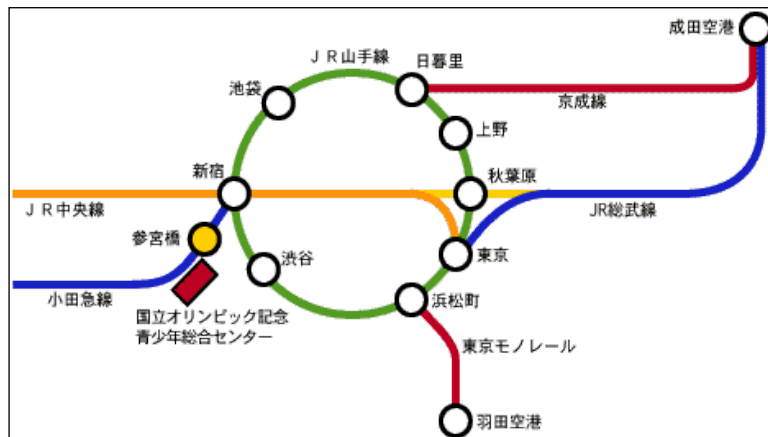 成田空港
ＪＲ山手線
日暮里
池袋
京成線
上野
新宿
秋葉原
ＪＲ中央線
JR総武線
参宮橋
渋谷
東京
小田急線
浜松町
国立オリンピック記念
青少年総合センター
東京モノレール
羽田空港